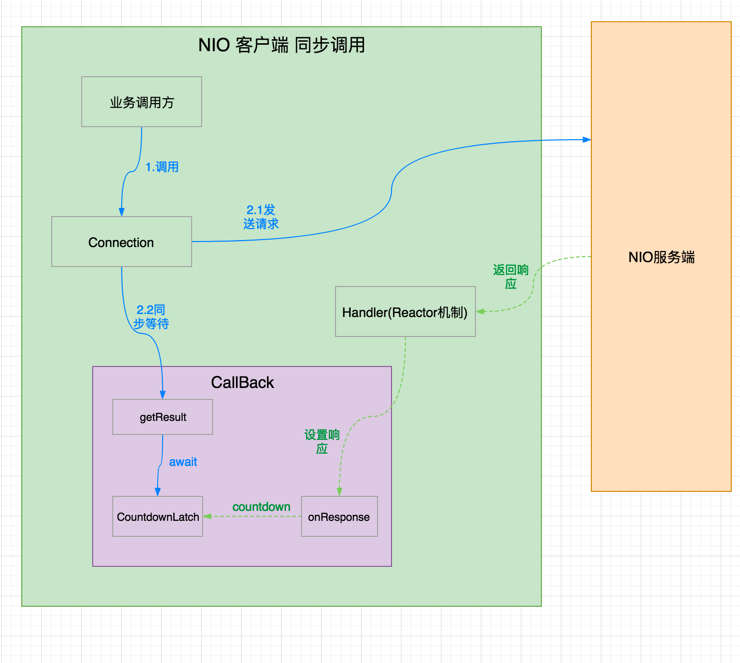 NIO 客户端 同步调用
业务调用方
1.调用
2.1发
送请求
Connection
NIO服务端
返回响
应
2.2同
步等待
Handler(Reactor机制)
CallBack
getResult
设置响
应
await
countdown
CountdownLatch
onResponse